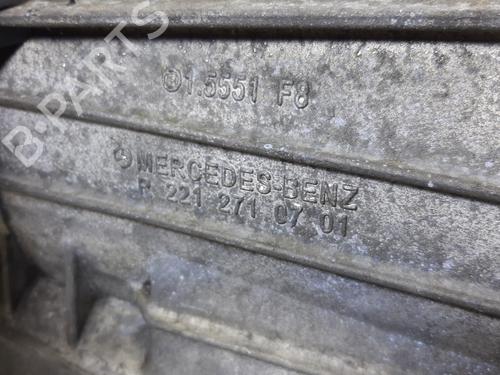 B-PARTS
1.5551 F8
MERCEDES-BENZ
R 221 271 07 01